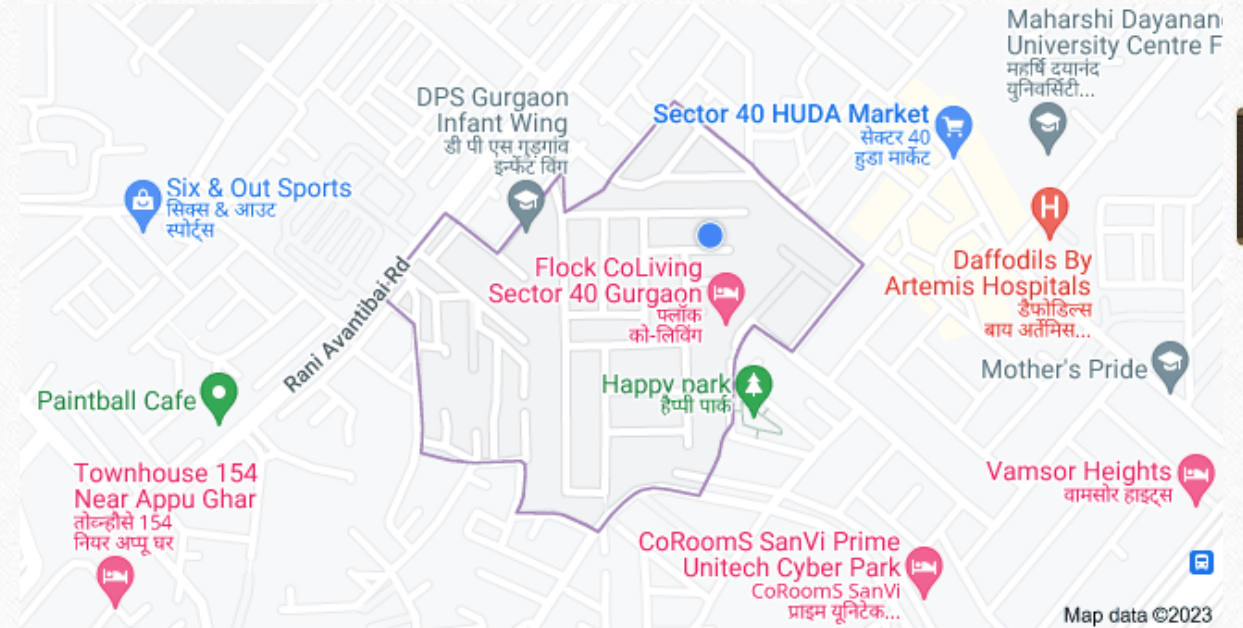 Maharshi Dayanan
University Centre F
महर्षि दयानंद
युनिवर्सिटी...
DPS Gurgaon
Infant Wing
डी पी एस गुड़गांव
इन्फेंट विंग
Sector 40 HUDA Market
सेक्टर 40
हुडा मार्केट
Six & Out Sports
सिक्स & आउट
स्पोर्ट्स
H
Daffodils By
Artemis Hospitals
डैफोडिल्स
बाय अर्तेमिस...
Rani Avantibai Rd
Flock CoLiving
Sector 40 Gurgaon
फ्लॉक
को-लिविंग
Mother's Pride
Happy park
हैप्पी पार्क
Paintball Cafe
Townhouse 154
Near Appu Ghar
तोव्न्हौसे 154
नियर अप्पू घर
Vamsor Heights
वामसोर हाइट्स
CoRoomS SanVi Prime
Unitech Cyber Park
CoRoomS SanVi
प्राइम यूनिटेक...
Map data ©2023